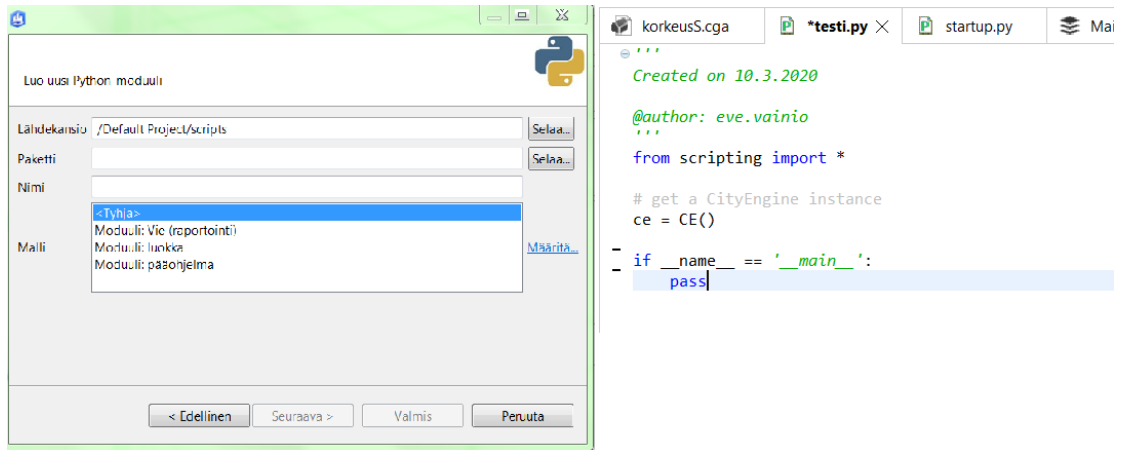 Luo uusi Python moduuli
Lähdekansio /Default Project/scripts Selaa...
Paketti Selaa...
Nimi
<Tyhjä>
Moduuli: Vie (raportointi)
Malli Moduuli: luokka Määritä...
Moduuli: pääohjelma
< Edellinen Seuraava > Valmis Peruuta
korkeusS.cga *testi.py startup.py Mai
'''
Created on 10.3.2020
@author: eve.vainio
'''
from scripting import *
# get a CityEngine instance
ce = CE()
if __name__ == '__main__':
pass